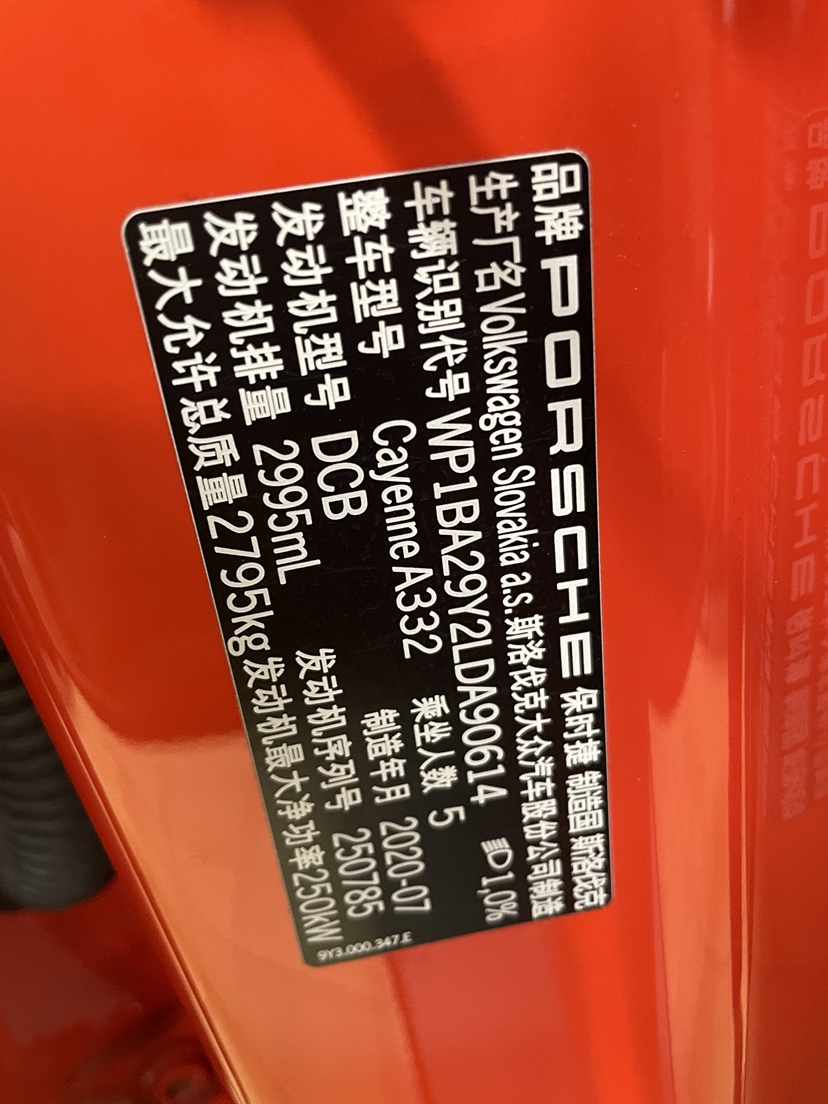 品牌 PORSCHE 保时捷 制造国 斯洛伐克
生产厂名 Volkswagen Slovakia a.s. 斯洛伐克大众汽车股份公司制造
车辆识别代号 WP1BA29Y2LDA90614 1,0%
整车型号 Cayenne A332 乘坐人数 5
发动机型号 DCB 制造年月 2020-07
发动机排量 2995mL 发动机序列号 250785
最大允许总质量 2795kg 发动机最大净功率 250kW
9Y3.000.347.E